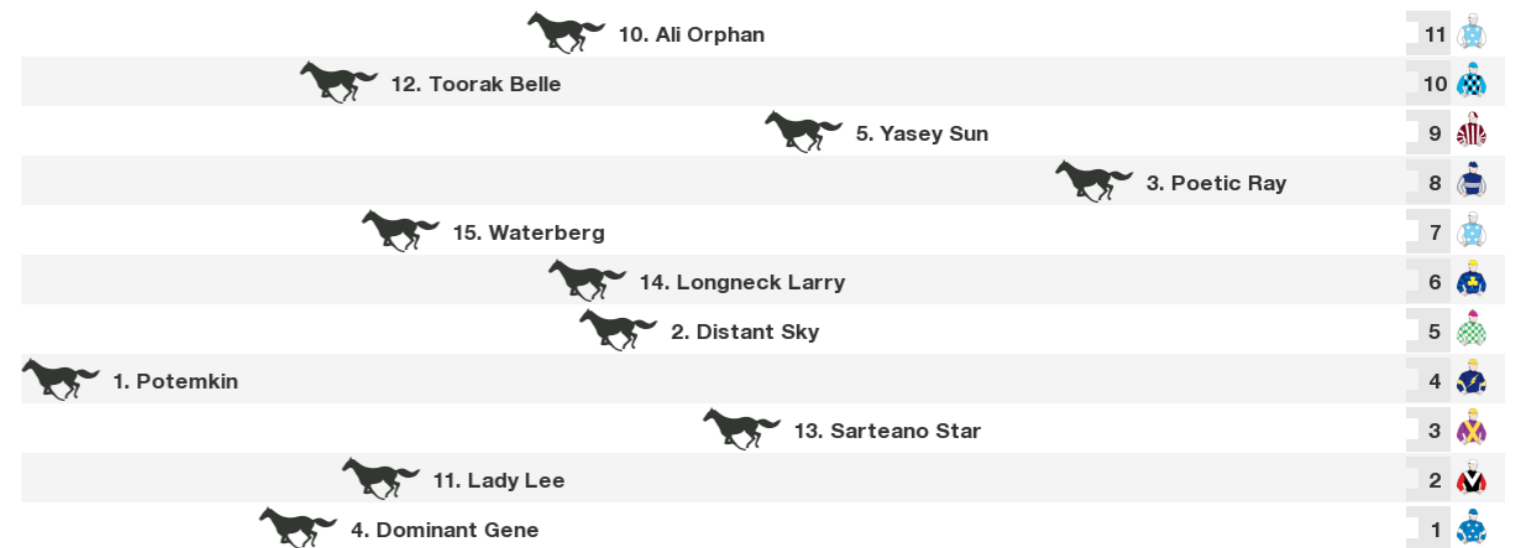 10. Ali Orphan 11
12. Toorak Belle 10
5. Yasey Sun 9
3. Poetic Ray 8
15. Waterberg 7
14. Longneck Larry 6
2. Distant Sky 5
1. Potemkin 4
13. Sarteano Star 3
11. Lady Lee 2
4. Dominant Gene 1